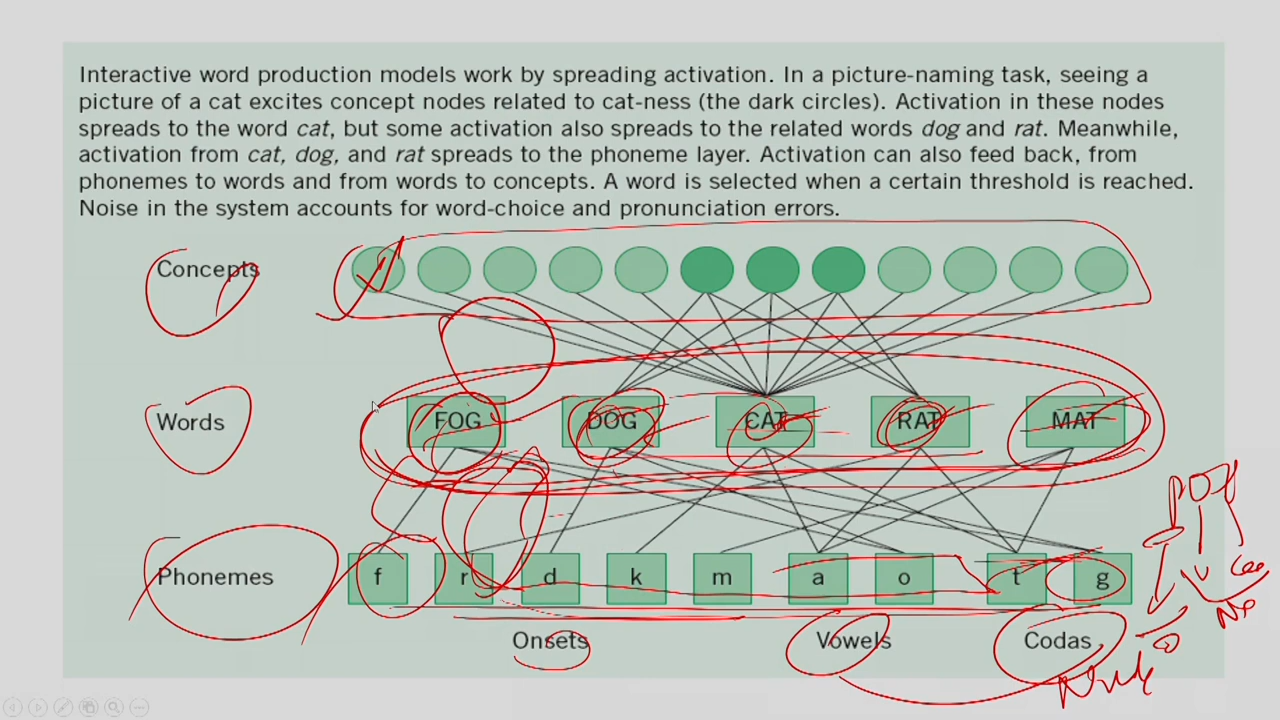 Interactive word production models work by spreading activation. In a picture-naming task, seeing a
picture of a cat excites concept nodes related to cat-ness (the dark circles). Activation in these nodes
spreads to the word cat, but some activation also spreads to the related words dog and rat. Meanwhile,
activation from cat, dog, and rat spreads to the phoneme layer. Activation can also feed back, from
phonemes to words and from words to concepts. A word is selected when a certain threshold is reached.
Noise in the system accounts for word-choice and pronunciation errors.
Concepts
Words FOG DOG CAT RAT MAT
Phonemes f r d k m a o t g
Onsets Vowels Codas